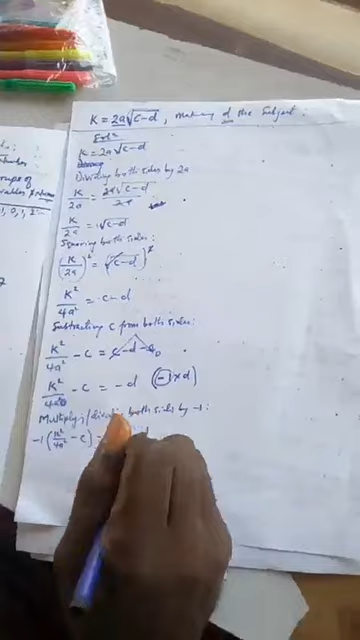 K = 2a√c-d, making d the subject.
Solⁿ
K = 2a√c-d
Dividing both sides by 2a
K/2a = 2a√c-d/2a
K/2a = √c-d
Squaring both sides:
(K/2a)² = (√c-d)²
K²/4a² = c-d
Subtracting c from both sides:
K²/4a² - c = c-d-c
K²/4a² - c = -d (-1×d)
Multiply/dividing both sides by -1:
-1(K²/4a² - c) =